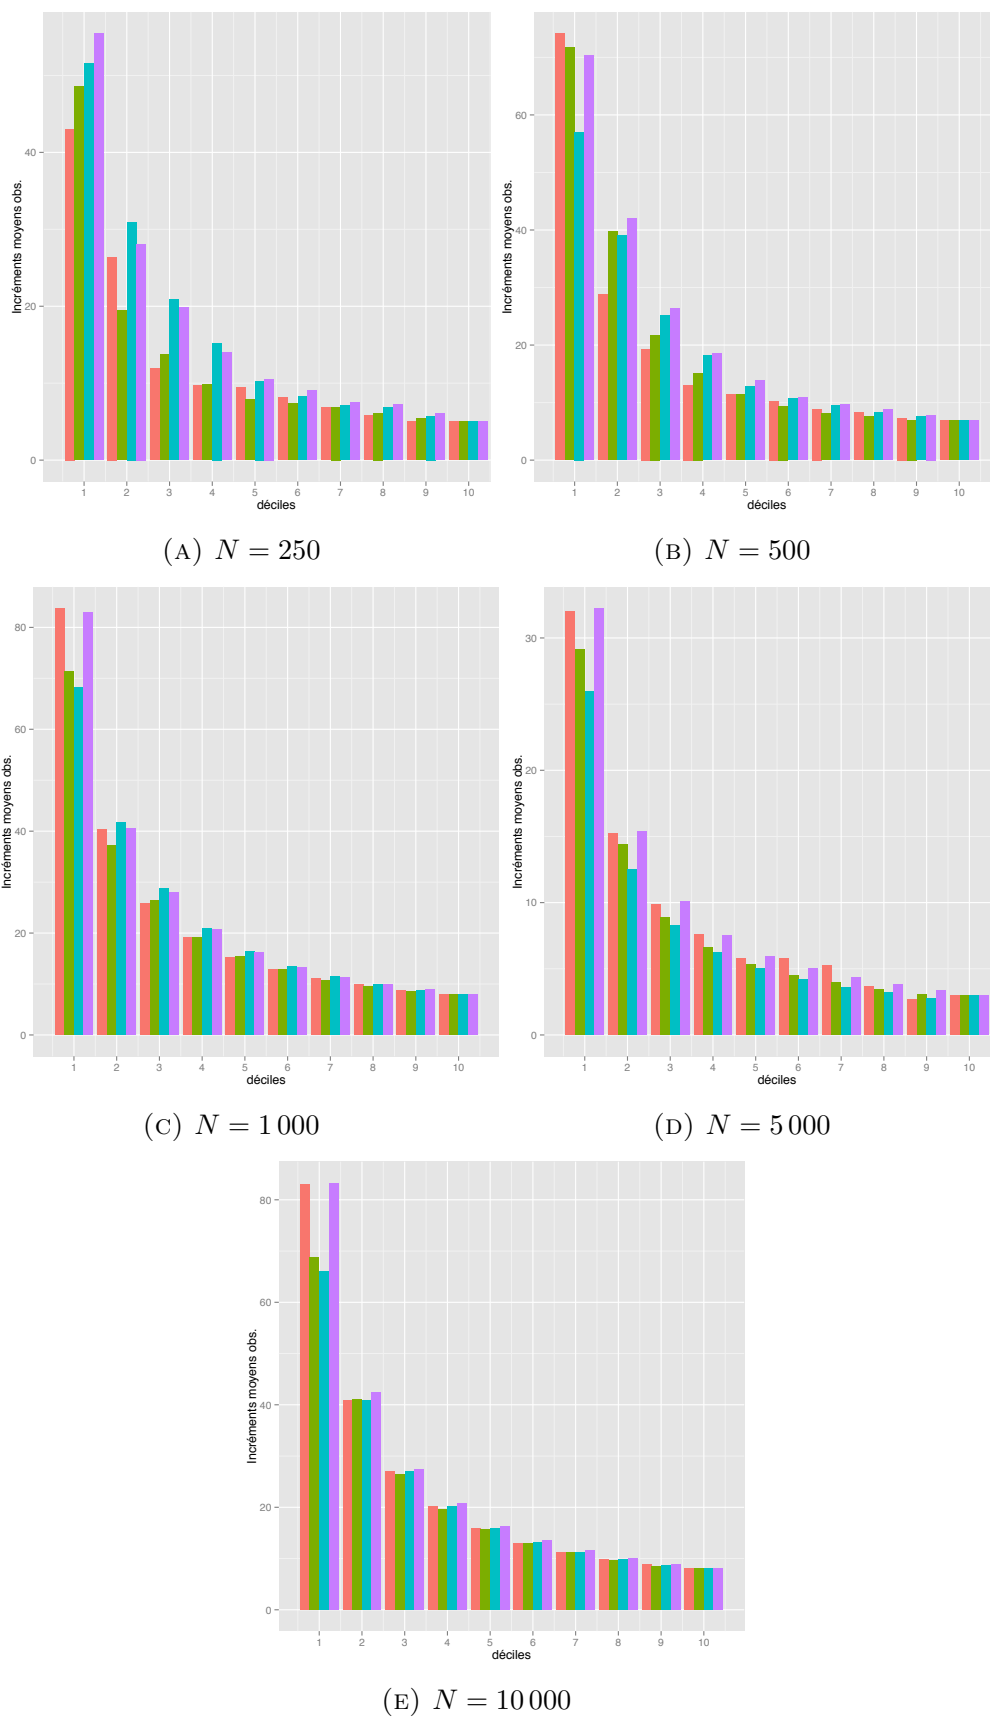 Incréments moyens obs.
40
20
0
1 2 3 4 5 6 7 8 9 10
déciles
(A) N = 250
Incréments moyens obs.
60
40
20
0
1 2 3 4 5 6 7 8 9 10
déciles
(B) N = 500
Incréments moyens obs.
80
60
40
20
0
1 2 3 4 5 6 7 8 9 10
déciles
(C) N = 1 000
Incréments moyens obs.
30
20
10
0
1 2 3 4 5 6 7 8 9 10
déciles
(D) N = 5 000
Incréments moyens obs.
80
60
40
20
0
1 2 3 4 5 6 7 8 9 10
déciles
(E) N = 10 000